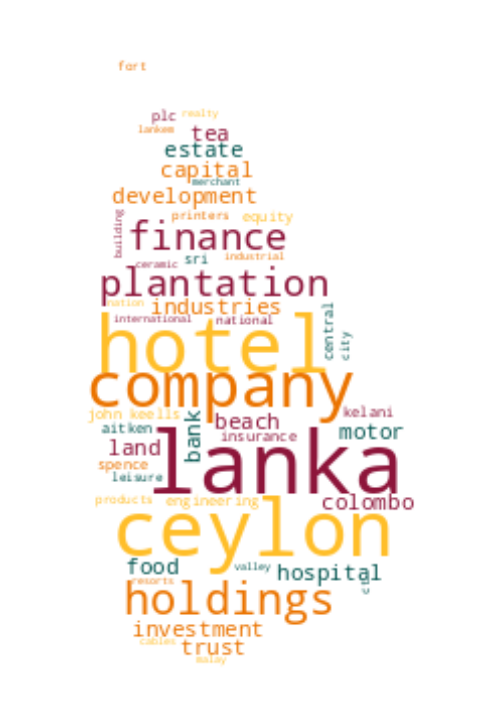 fort
plc realty
lankem tea
estate
capital
merchant
development
printers equity
building
finance
sri industrial
ceramic
plantation
nation industries
international national
central
city
hotel
company
john keells
kelani
aitken
bank
beach
motor
land
insurance
spence
lanka
leisure
products engineering
colombo
ceylon
food
valley
hospital
resorts
holdings
investment
cables
trust
malay